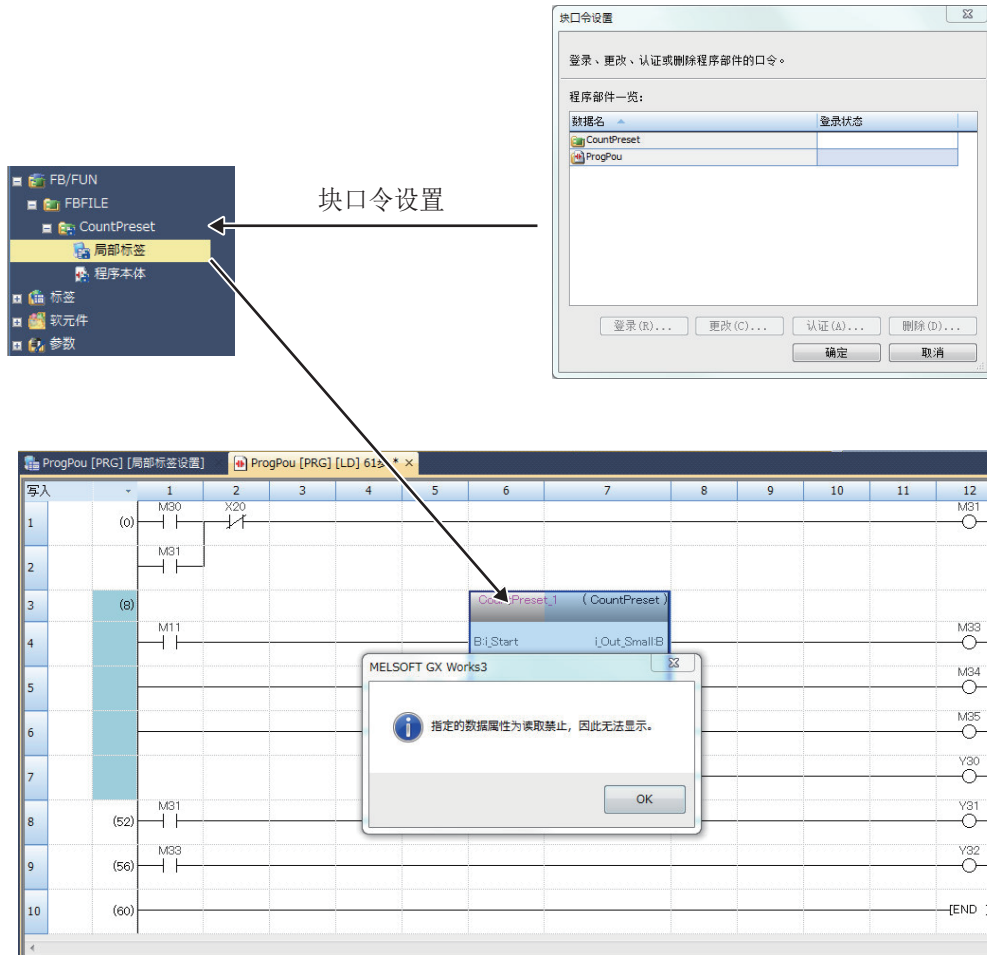 块口令设置
登录、更改、认证或删除程序部件的口令。
程序部件一览:
数据名 登录状态
CountPreset
ProgPou
登录(R)... 更改(C)... 认证(A)... 删除(D)...
确定 取消
块口令设置
FB/FUN
FBFILE
CountPreset
局部标签
程序本体
标签
软元件
参数
ProgPou [PRG] [局部标签设置] ProgPou [PRG] [LD] 61步 *
写入 1 2 3 4 5 6 7 8 9 10 11 12
M30 X20 M31
1 (0)
M31
2
3 (8) CountPreset_1 (CountPreset)
M11 M33
4 B:i_Start i_Out_Small:B
M34
5
M35
6
Y30
7
M31 Y31
8 (52)
M33 Y32
9 (56)
10 (60) [END ]
MELSOFT GX Works3
指定的数据属性为读取禁止，因此无法显示。
OK